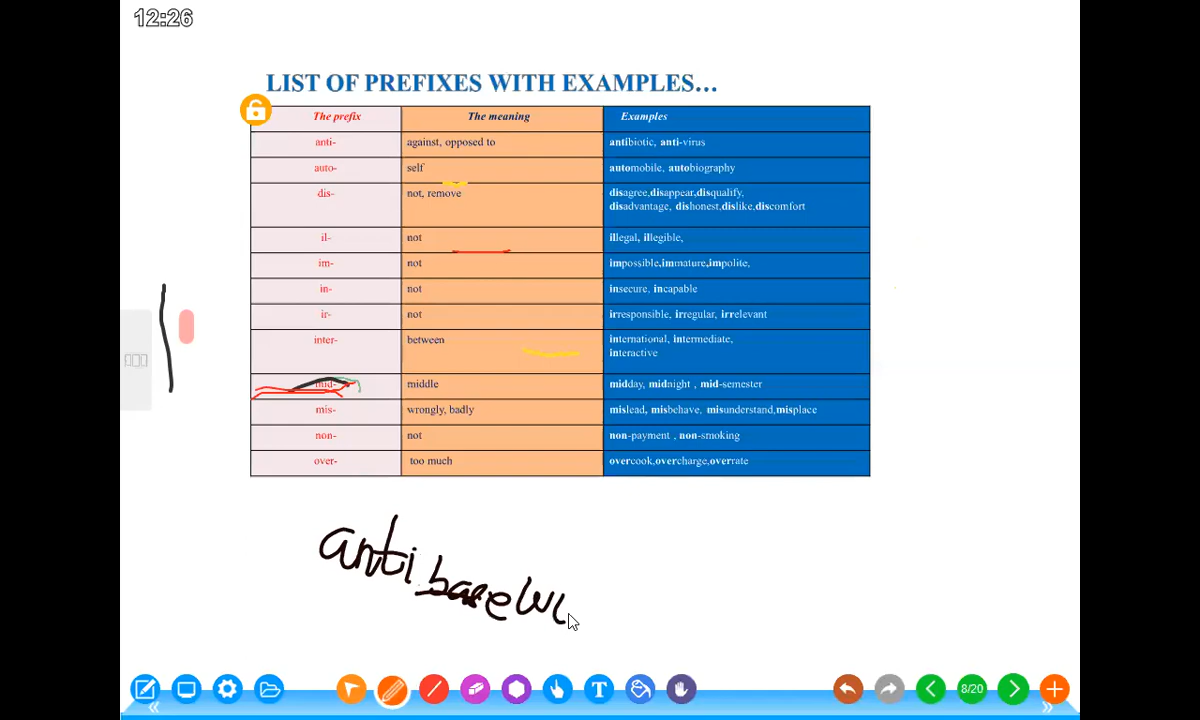 12:26
LIST OF PREFIXES WITH EXAMPLES...
The prefix The meaning Examples
anti- against, opposed to antibiotic, anti-virus
auto- self automobile, autobiography
dis- not, remove disagree,disappear,disqualify,
disadvantage, dishonest,dislike,discomfort
il- not illegal, illegible,
im- not impossible,immature,impolite,
in- not insecure, incapable
ir- not irresponsible, irregular, irrelevant
inter- between international, intermediate,
interactive
mid- middle midday, midnight , mid-semester
mis- wrongly, badly mislead, misbehave, misunderstand,misplace
non- not non-payment , non-smoking
over- too much overcook,overcharge,overrate
anti base
T
8/20